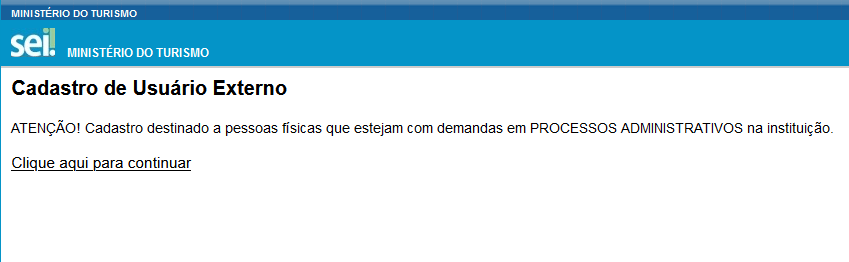 MINISTÉRIO DO TURISMO
sei! MINISTÉRIO DO TURISMO
Cadastro de Usuário Externo
ATENÇÃO! Cadastro destinado a pessoas físicas que estejam com demandas em PROCESSOS ADMINISTRATIVOS na instituição.
Clique aqui para continuar